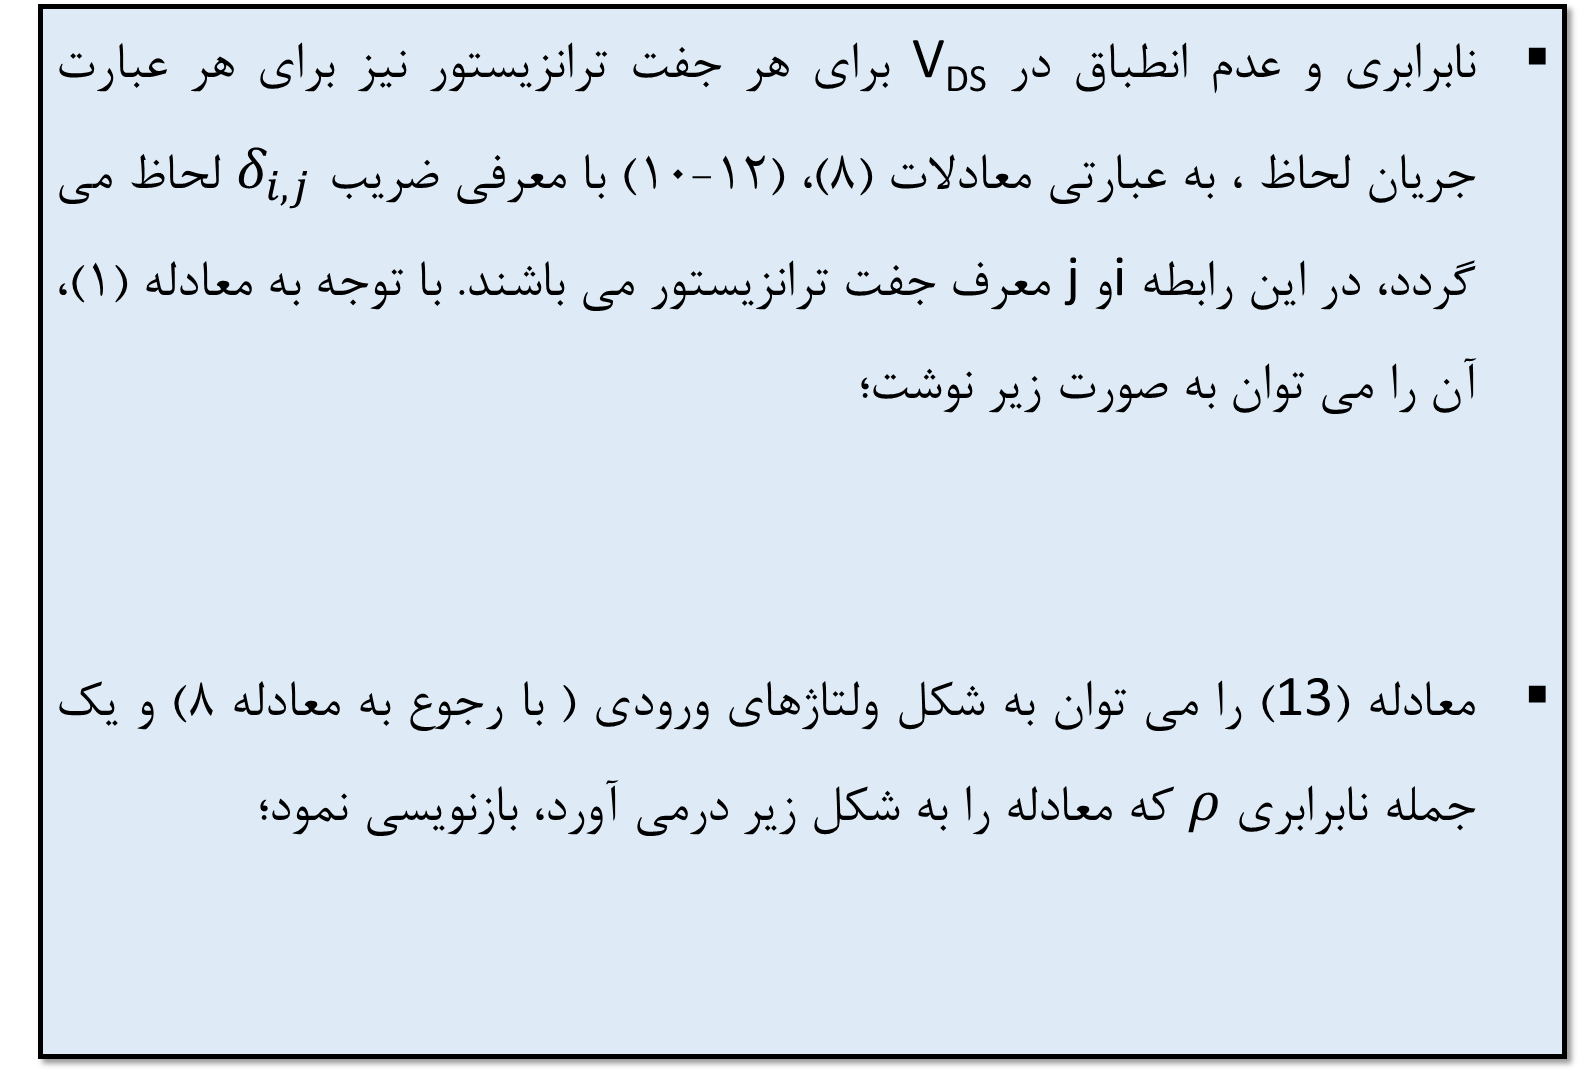 ▪ نابرابری و عدم انطباق در V_DS برای هر جفت ترانزیستور نیز برای هر عبارت
جریان لحاظ ، به عبارتی معادلات (۸)، (۱۲-۱۰) با معرفی ضریب δ_i,j لحاظ می
گردد، در این رابطه iو j معرف جفت ترانزیستور می باشند. با توجه به معادله (۱)،
آن را می توان به صورت زیر نوشت؛
▪ معادله (13) را می توان به شکل ولتاژهای ورودی ( با رجوع به معادله ۸) و یک
جمله نابرابری ρ که معادله را به شکل زیر درمی آورد، بازنویسی نمود؛